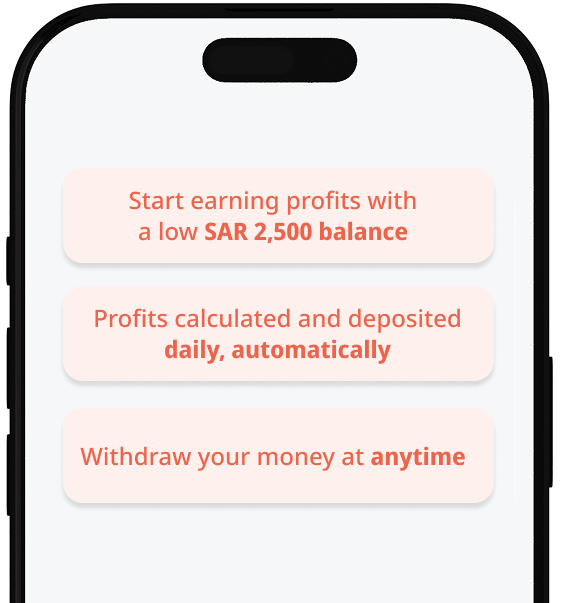 Start earning profits with
a low SAR 2,500 balance
Profits calculated and deposited
daily, automatically
Withdraw your money at anytime